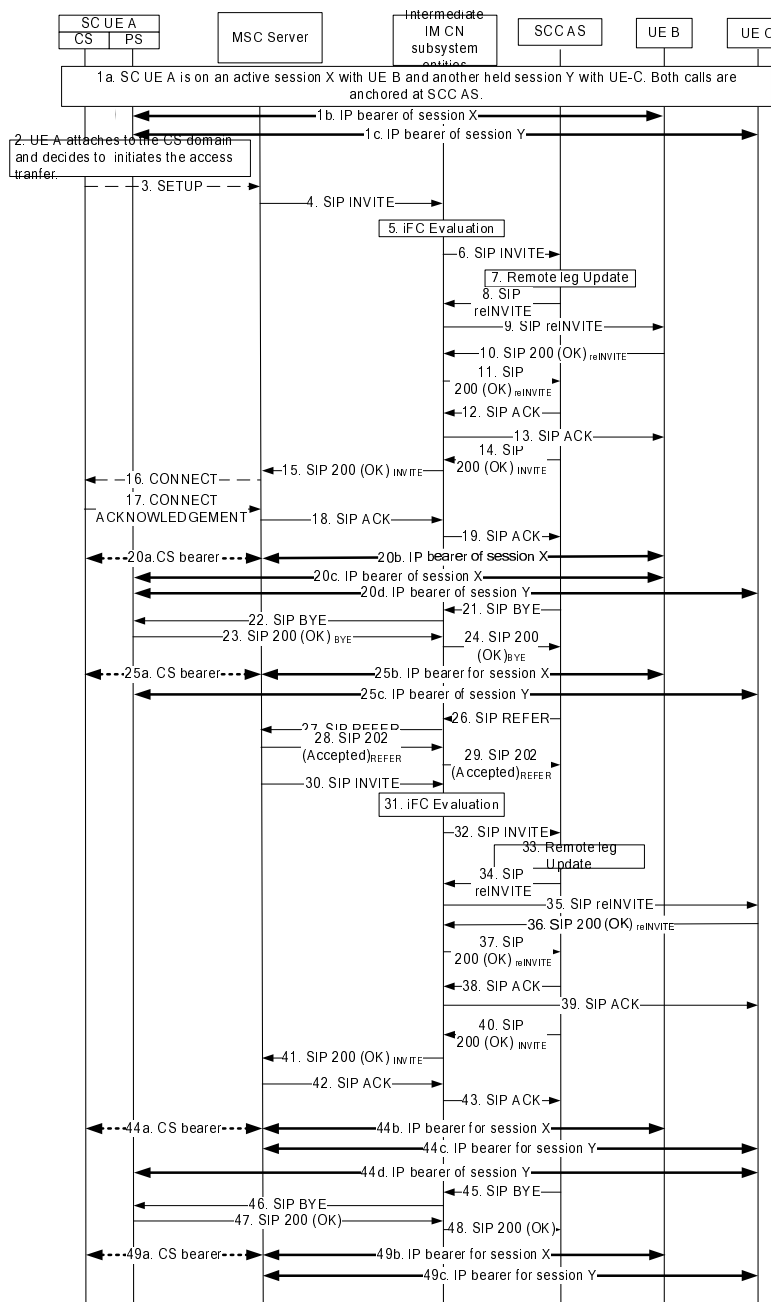 SC UE A
CS
PS
MSC Server
Intermediate
IM CN
subsystem
entities
SCC AS
UE B
UE C
1a. SC UE A is on an active session X with UE B and another held session Y with UE-C. Both calls are
anchored at SCC AS.
1b. IP bearer of session X
1c. IP bearer of session Y
2. UE A attaches to the CS domain
and decides to initiates the access
tranfer.
3. SETUP
4. SIP INVITE
5. iFC Evaluation
6. SIP INVITE
7. Remote leg Update
8. SIP
reINVITE
9. SIP reINVITE
10. SIP 200 (OK) reINVITE
11. SIP
200 (OK) reINVITE
12. SIP ACK
13. SIP ACK
14. SIP
200 (OK) INVITE
15. SIP 200 (OK) INVITE
16. CONNECT
17. CONNECT
ACKNOWLEDGEMENT
18. SIP ACK
19. SIP ACK
20a.CS bearer
20b. IP bearer of session X
20c. IP bearer of session X
20d. IP bearer of session Y
21. SIP BYE
22. SIP BYE
23. SIP 200 (OK) BYE
24. SIP 200
(OK)BYE
25a. CS bearer
25b. IP bearer for session X
25c. IP bearer of session Y
26. SIP REFER
27. SIP REFER
28. SIP 202
(Accepted)REFER
29. SIP 202
(Accepted)REFER
30. SIP INVITE
31. iFC Evaluation
32. SIP INVITE
33. Remote leg
Update
34. SIP
reINVITE
35. SIP reINVITE
36. SIP 200 (OK) reINVITE
37. SIP
200 (OK) reINVITE
38. SIP ACK
39. SIP ACK
40. SIP
200 (OK) INVITE
41. SIP 200 (OK) INVITE
42. SIP ACK
43. SIP ACK
44a. CS bearer
44b. IP bearer for session X
44c. IP bearer for session Y
44d. IP bearer of session Y
45. SIP BYE
46. SIP BYE
47. SIP 200 (OK)
48. SIP 200 (OK)
49a. CS bearer
49b. IP bearer for session X
49c. IP bearer for session Y